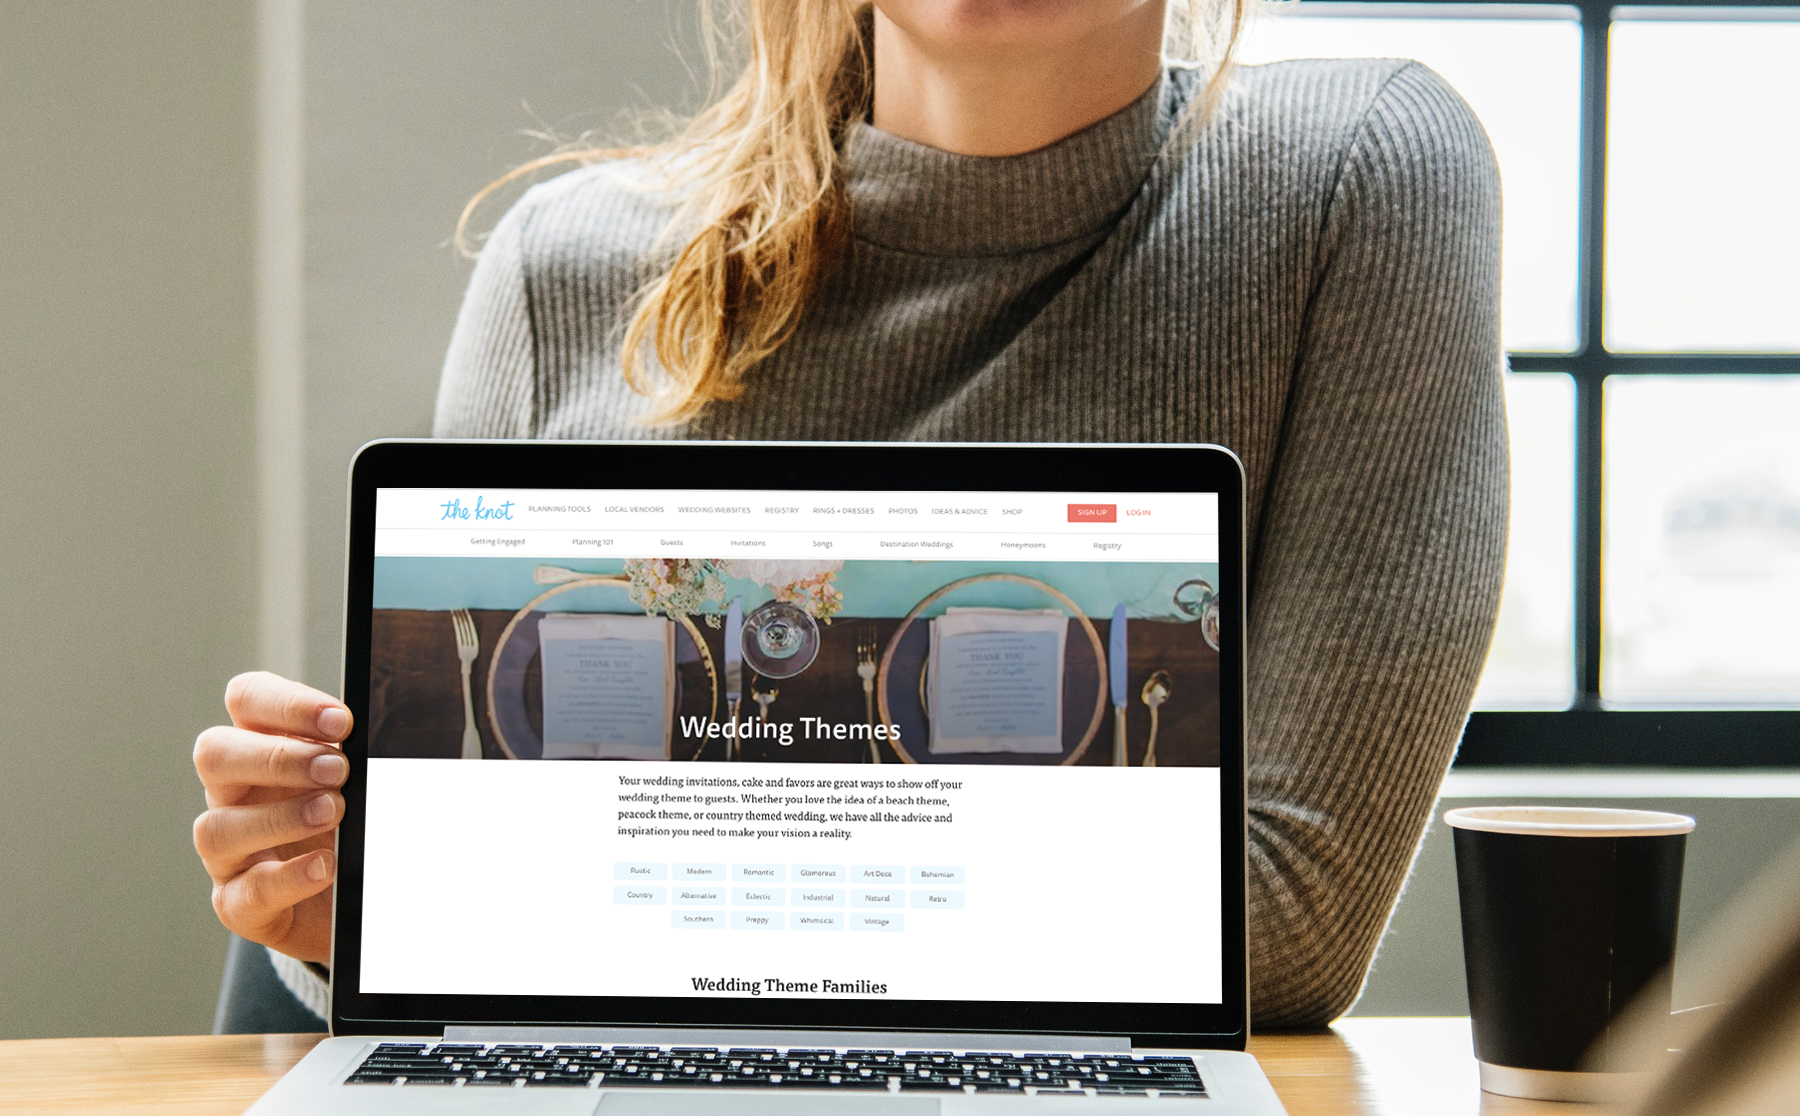 the knot PLANNING TOOLS LOCAL VENDORS WEDDING WEBSITES REGISTRY RINGS + DRESSES PHOTOS IDEAS & ADVICE SHOP SIGN UP LOG IN
Getting Engaged Planning 101 Guests Invitations Songs Destination Weddings Honeymoons Registry
THANK YOU THANK YOU
Wedding Themes
Your wedding invitations, cake and favors are great ways to show off your
wedding theme to guests. Whether you love the idea of a beach theme,
peacock theme, or country themed wedding, we have all the advice and
inspiration you need to make your vision a reality.
Rustic Modern Romantic Glamorous Art Deco Bohemian
Country Alternative Eclectic Industrial Natural Retro
Southern Preppy Whimsical Vintage
Wedding Theme Families